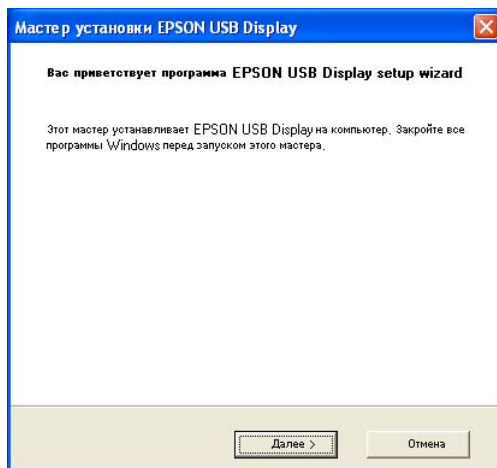 Мастер установки EPSON USB Display
Вас приветствует программа EPSON USB Display setup wizard
Этот мастер устанавливает EPSON USB Display на компьютер. Закройте все
программы Windows перед запуском этого мастера.
Далее >
Отмена